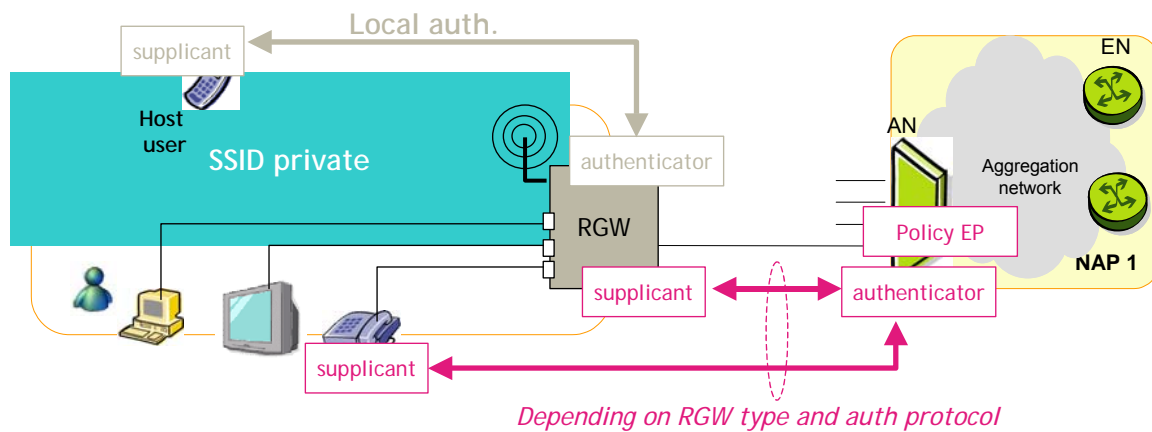 Local auth.
supplicant
EN
Host
user
AN
SSID private
authenticator
Aggregation
network
RGW
Policy EP
NAP 1
supplicant
authenticator
supplicant
Depending on RGW type and auth protocol